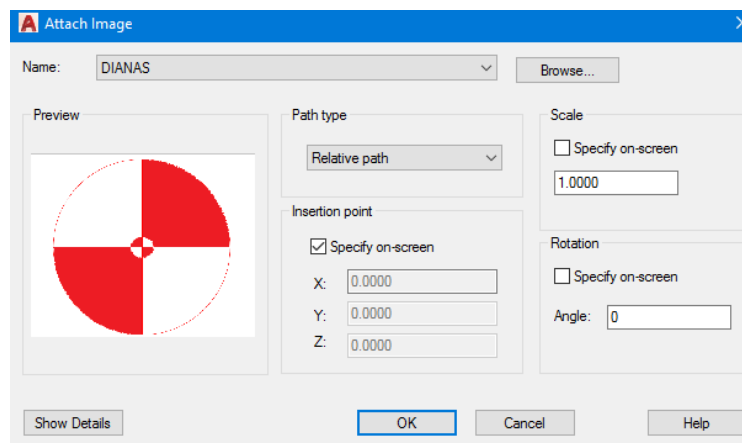 Attach Image
Name: DIANAS Browse...
Preview
Path type
Relative path
Insertion point
Specify on-screen
X: 0.0000
Y: 0.0000
Z: 0.0000
Scale
Specify on-screen
1.0000
Rotation
Specify on-screen
Angle: 0
Show Details OK Cancel Help